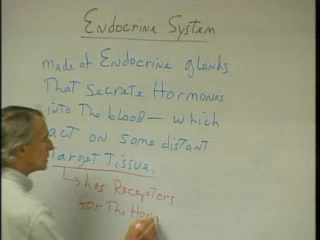 Endocrine System
made of Endocrine glands
That secrete Hormones
into The blood — which
act on some distant
Target Tissue.
↳ has Receptors
for The Hor